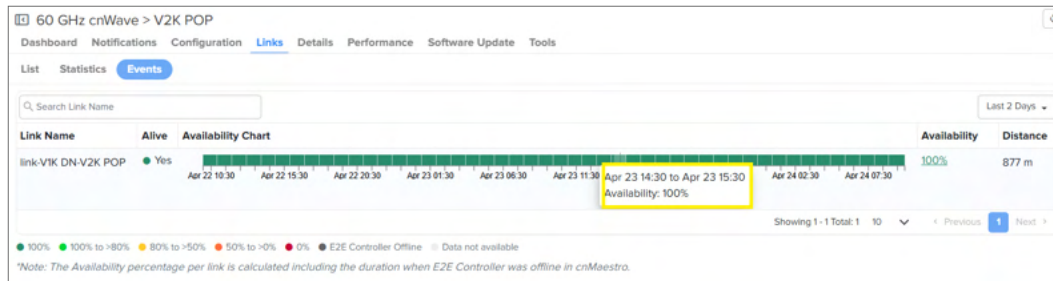 60 GHz cnWave > V2K POP
Dashboard Notifications Configuration Links Details Performance Software Update Tools
List Statistics Events
Search Link Name
Last 2 Days
Link Name Alive Availability Chart Availability Distance
link-V1K DN-V2K POP Yes 100% 877 m
Apr 22 10:30 Apr 22 15:30 Apr 22 20:30 Apr 23 01:30 Apr 23 06:30 Apr 23 11:30 Apr 24 02:30 Apr 24 07:30
Apr 23 14:30 to Apr 23 15:30
Availability: 100%
Showing 1 - 1 Total: 1 10 < Previous 1 Next >
100% 100% to >80% 80% to >50% 50% to >0% 0% E2E Controller Offline Data not available
*Note: The Availability percentage per link is calculated including the duration when E2E Controller was offline in cnMaestro.